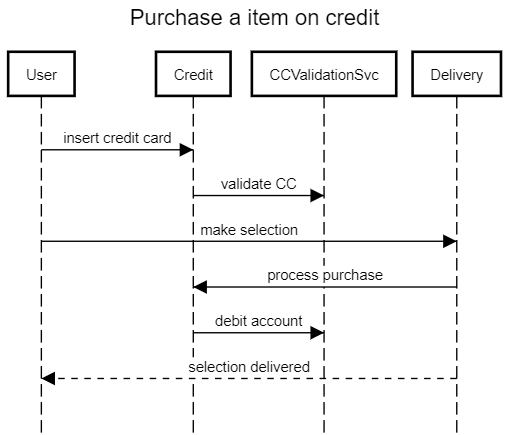 Purchase a item on credit
User
Credit
CCValidationSvc
Delivery
insert credit card
validate CC
make selection
process purchase
debit account
selection delivered